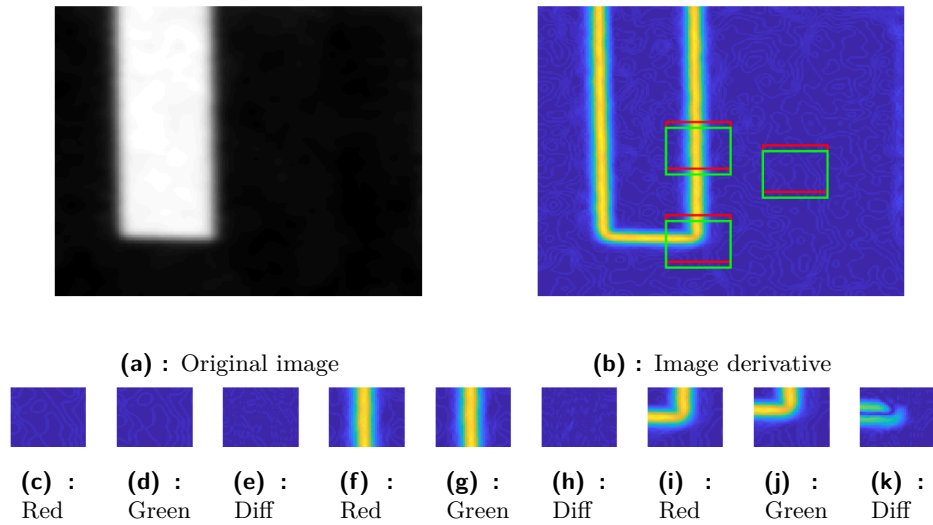 (a) : Original image
(b) : Image derivative
(c) : Red
(d) : Green
(e) : Diff
(f) : Red
(g) : Green
(h) : Diff
(i) : Red
(j) : Green
(k) : Diff